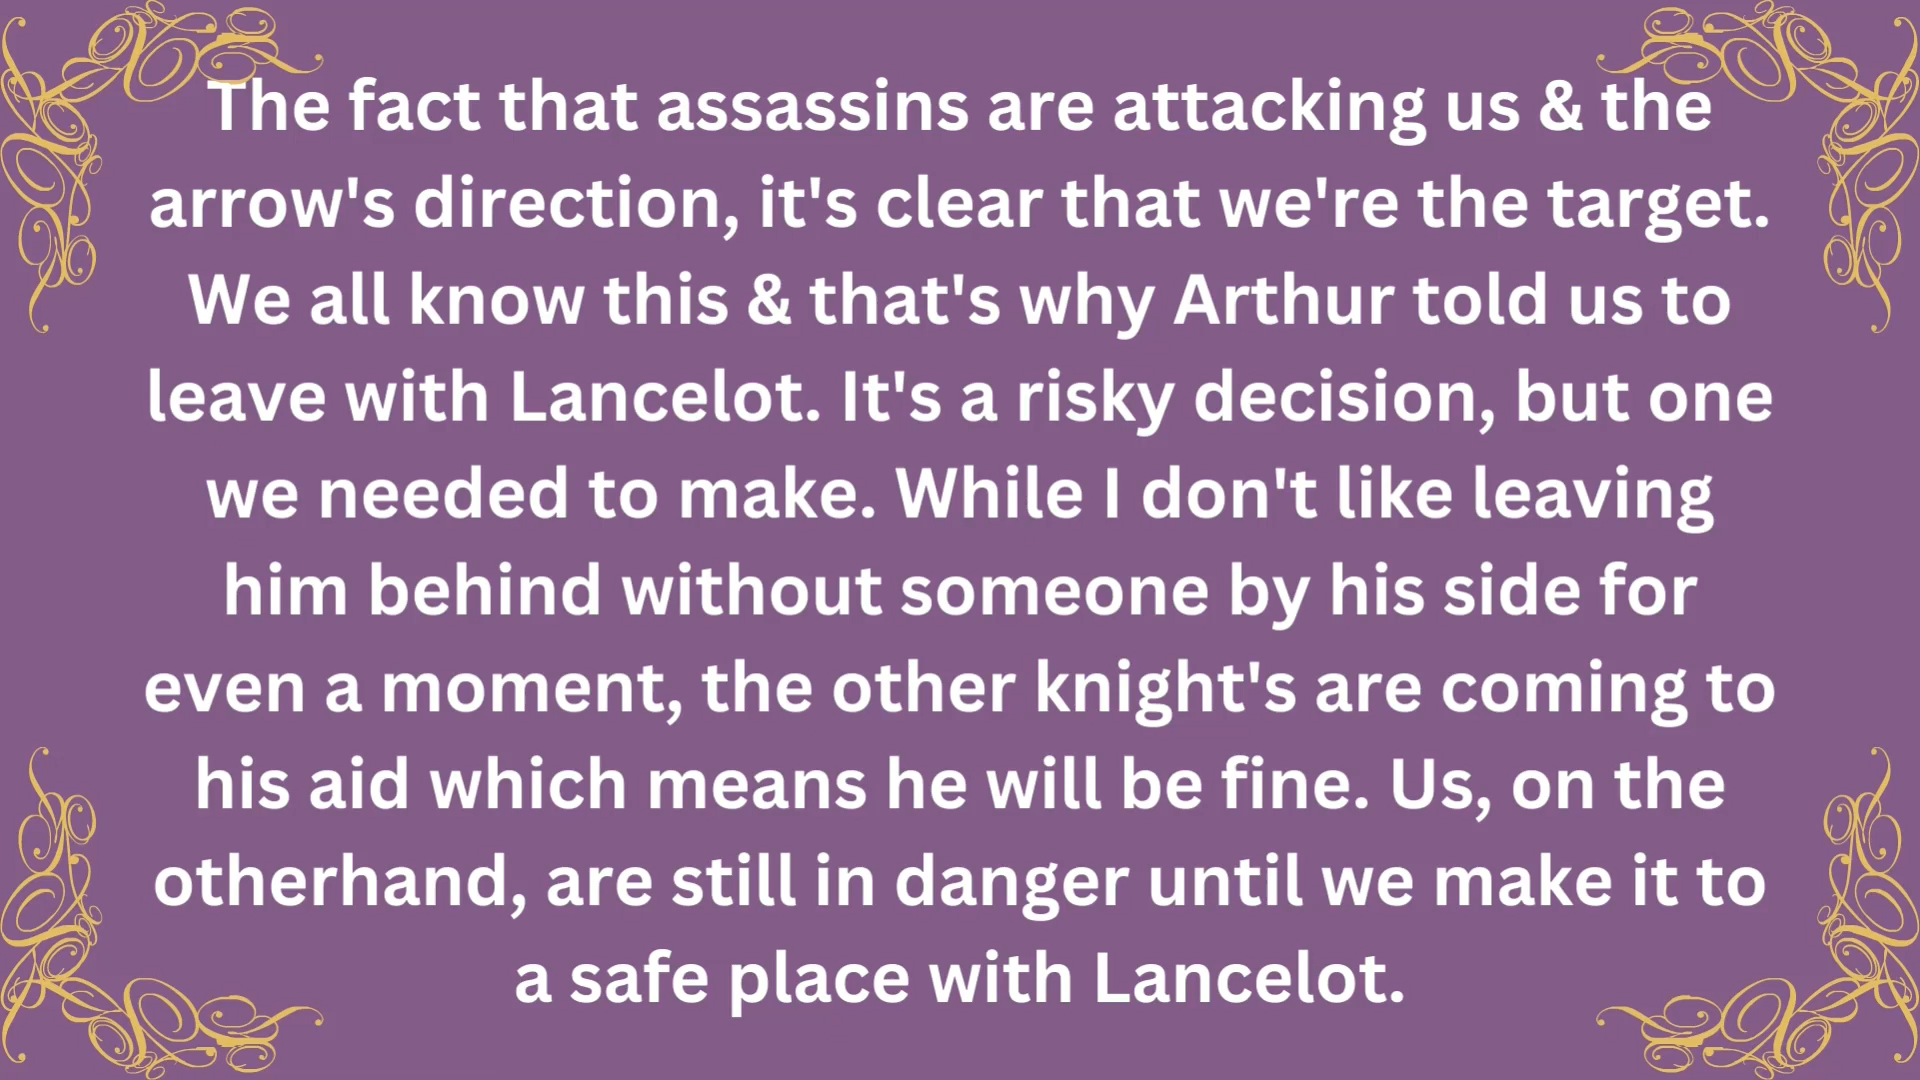 The fact that assassins are attacking us & the
arrow's direction, it's clear that we're the target.
We all know this & that's why Arthur told us to
leave with Lancelot. It's a risky decision, but one
we needed to make. While I don't like leaving
him behind without someone by his side for
even a moment, the other knight's are coming to
his aid which means he will be fine. Us, on the
otherhand, are still in danger until we make it to
a safe place with Lancelot.